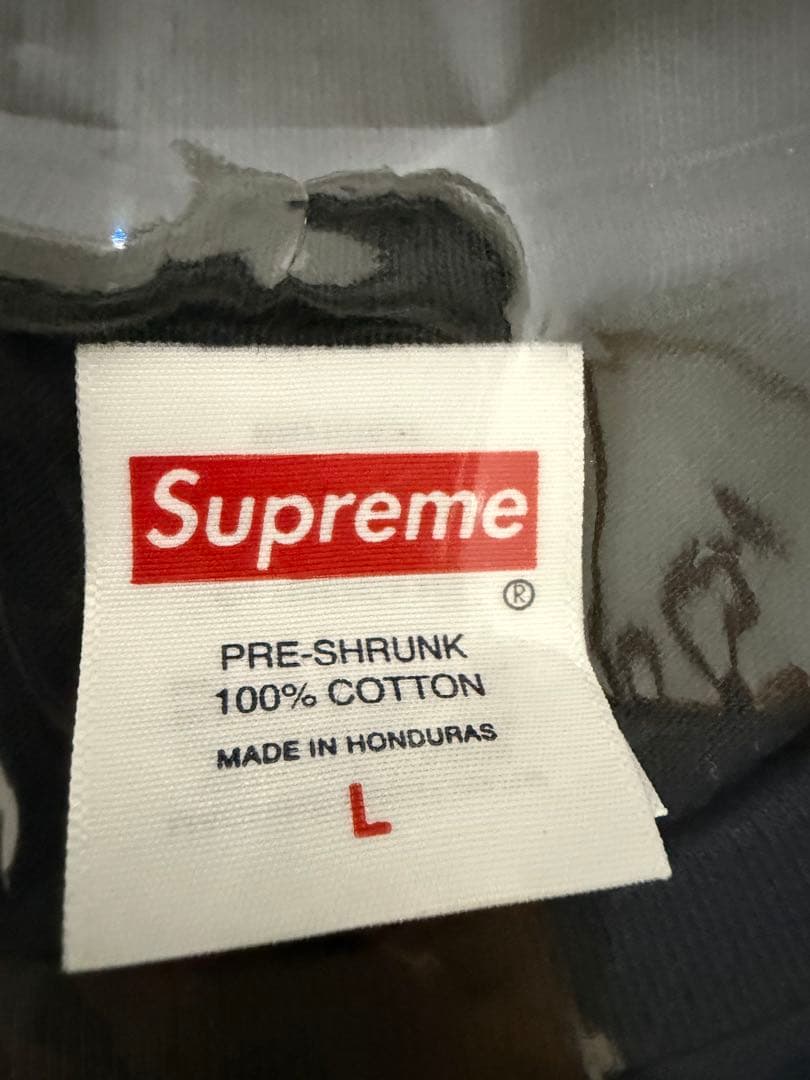 Supreme
®
PRE-SHRUNK
100% COTTON
MADE IN HONDURAS
L